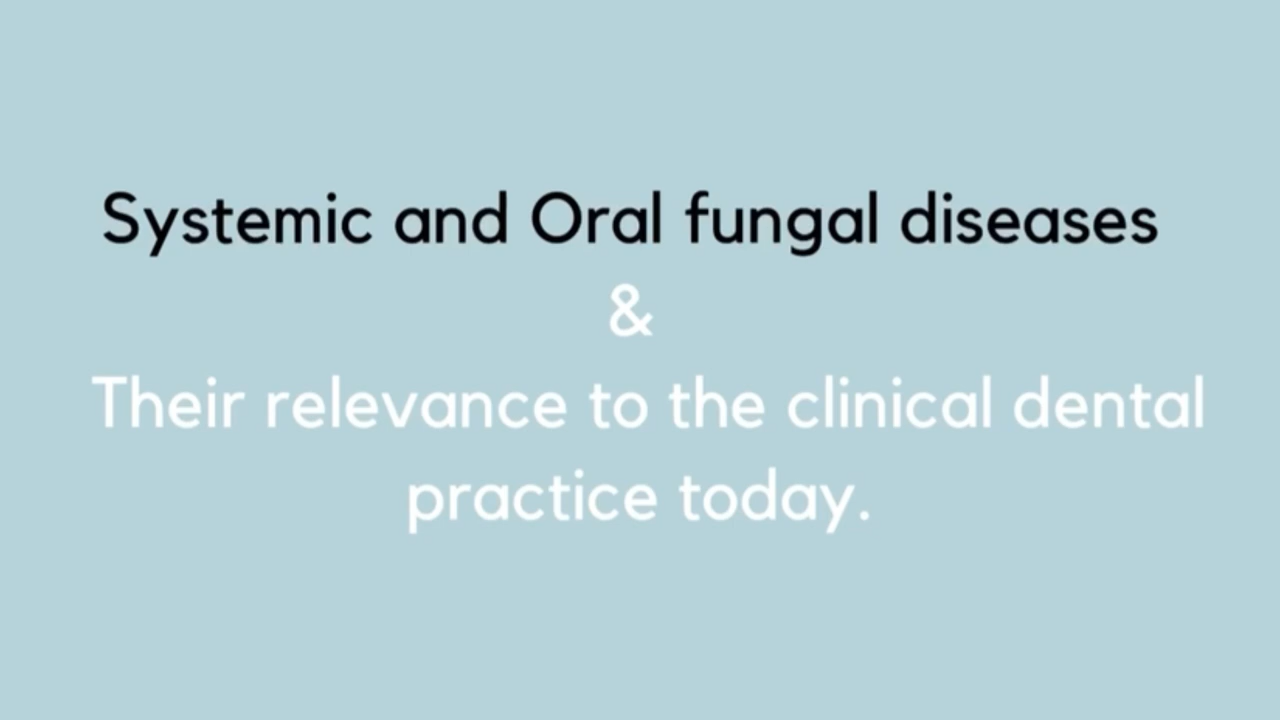 Systemic and Oral fungal diseases
&
Their relevance to the clinical dental
practice today.